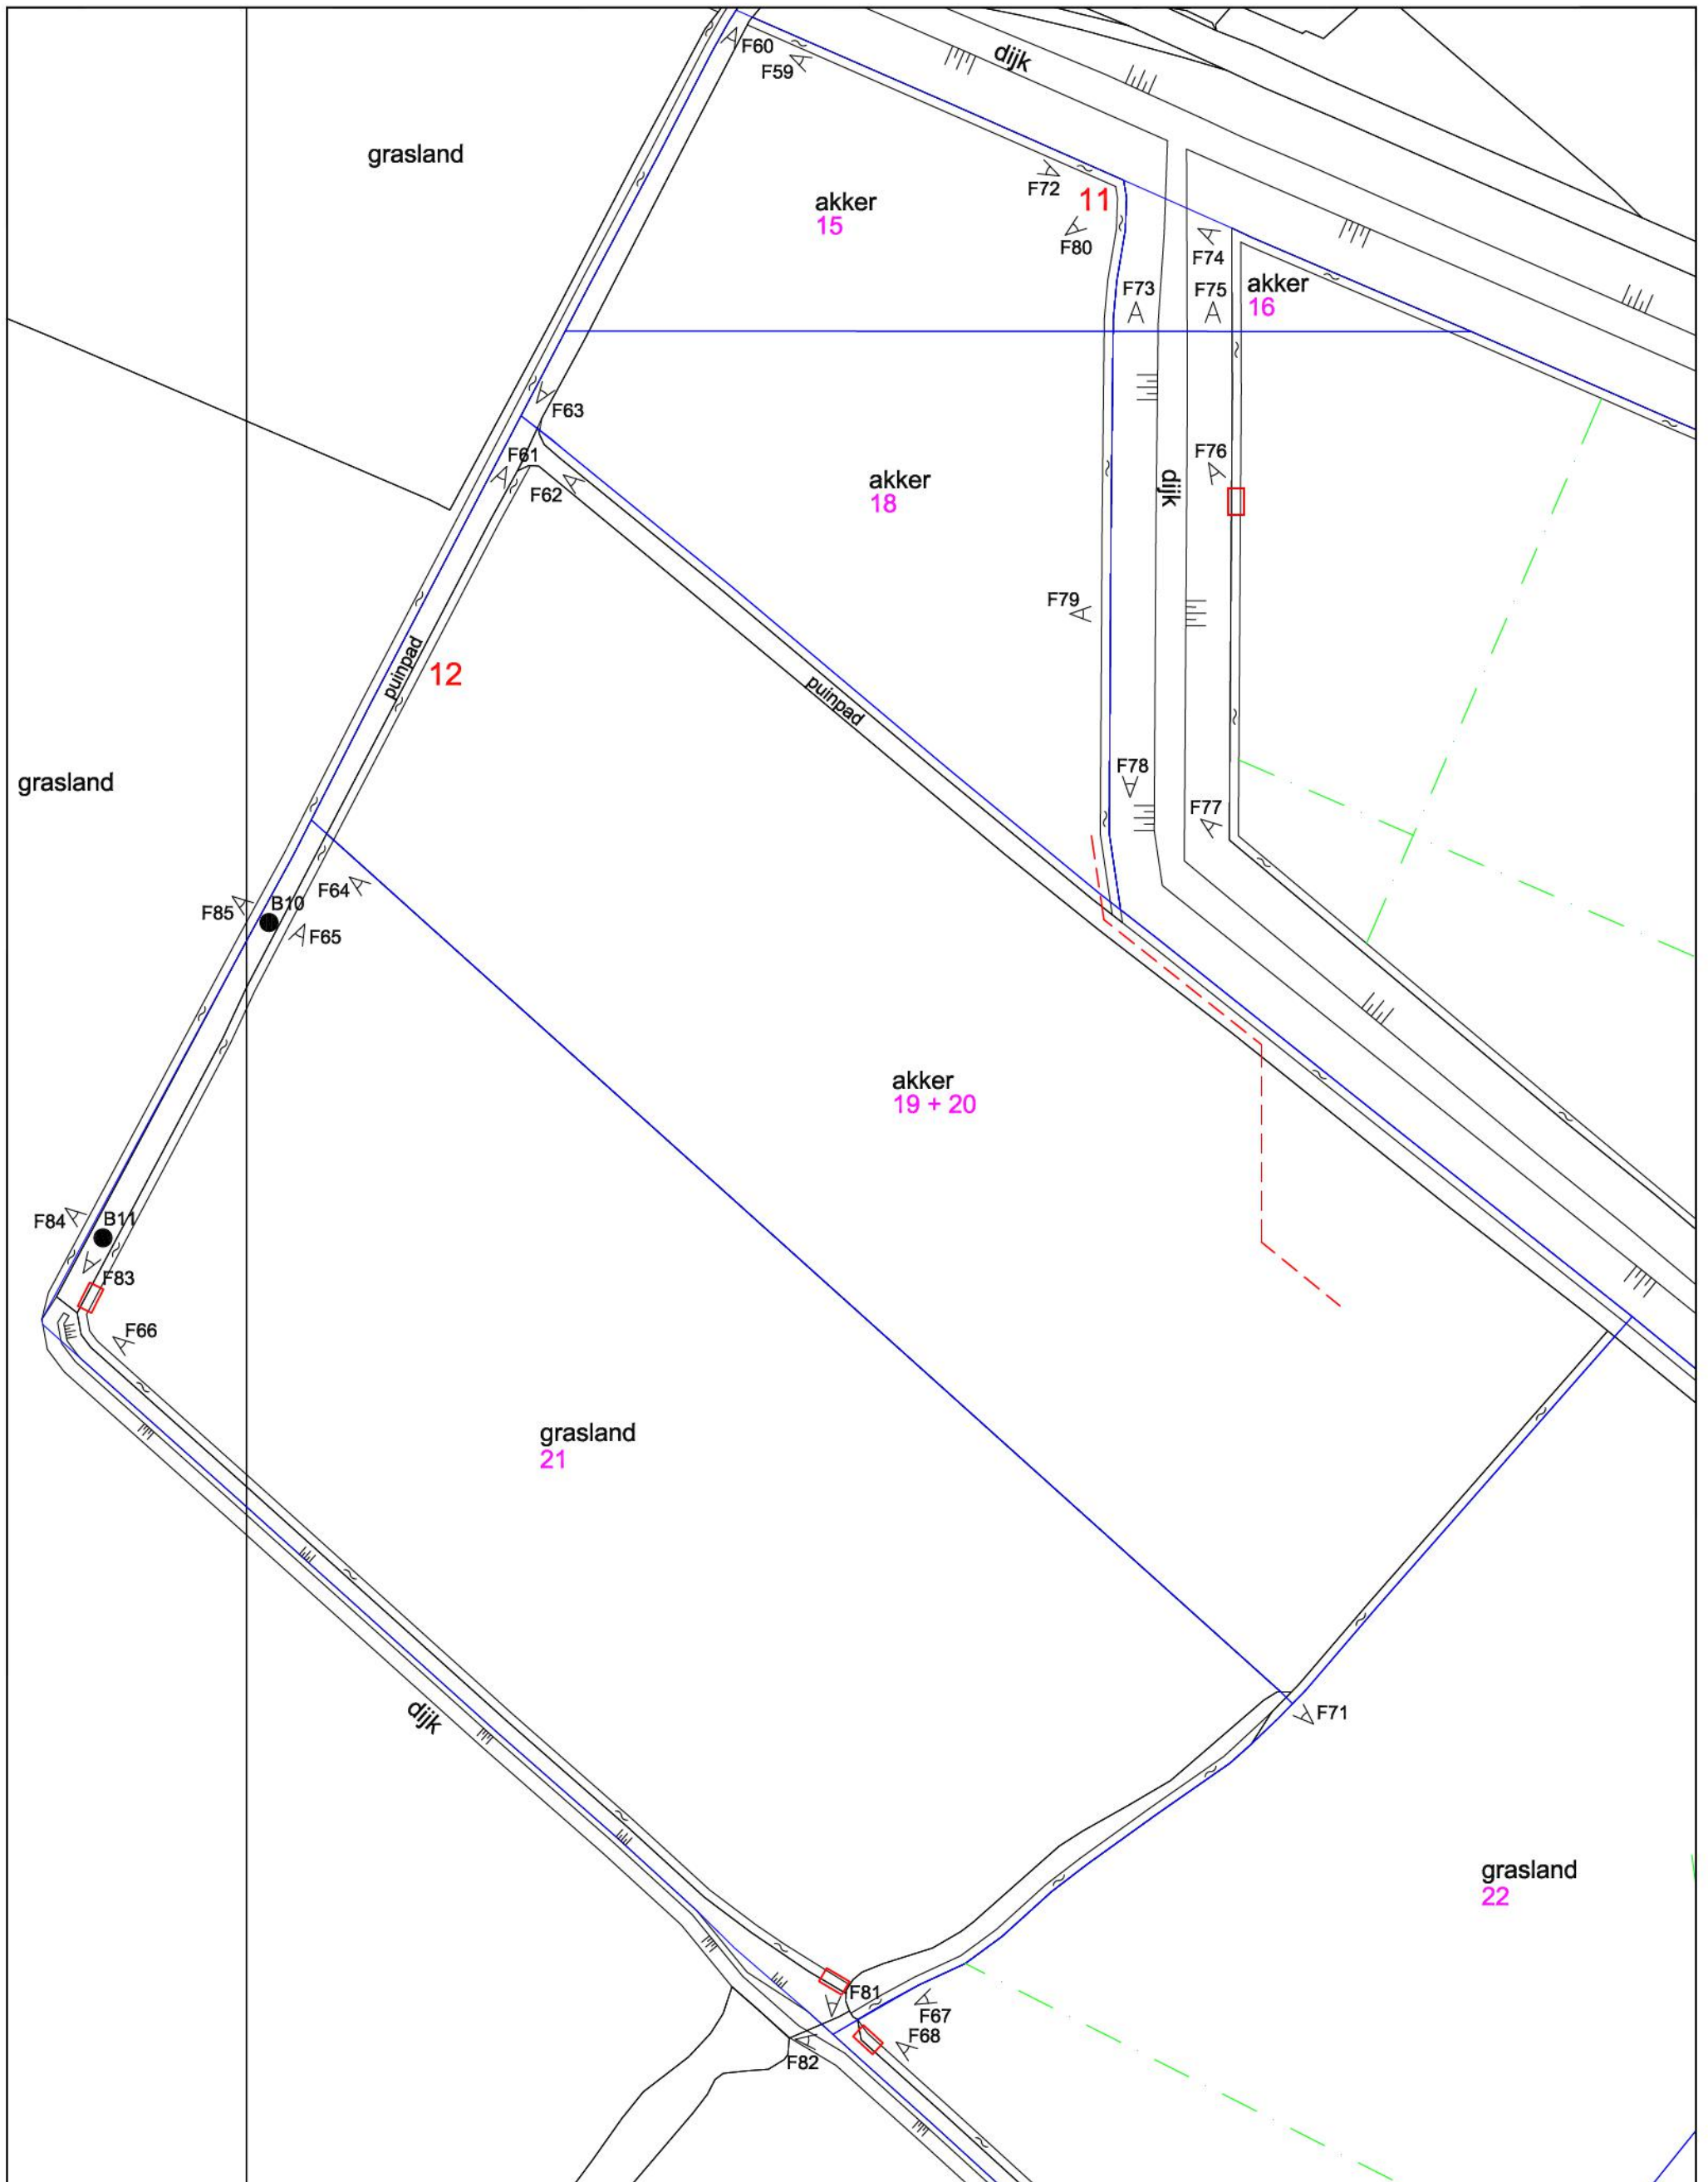 F60
F59
dijk
grasland
F72
11
akker
15
F80
F74
F73
F75
akker
16
F63
F61
F62
akker
18
F76
dijk
F79
puinpad
12
puinpad
grasland
F78
F77
F64
F85
B10
F65
akker
19 + 20
F84
B11
F83
F66
grasland
21
dijk
F71
grasland
22
F81
F67
F68
F82